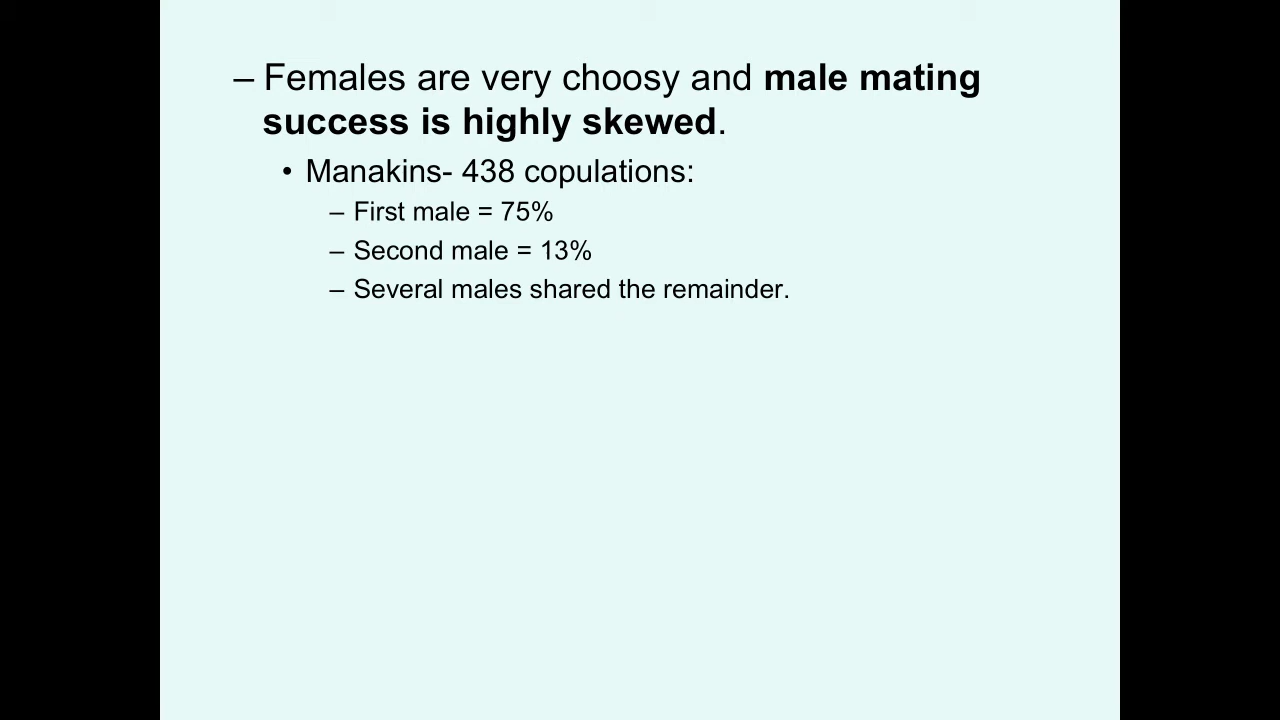 – Females are very choosy and male mating
success is highly skewed.
• Manakins- 438 copulations:
– First male = 75%
– Second male = 13%
– Several males shared the remainder.